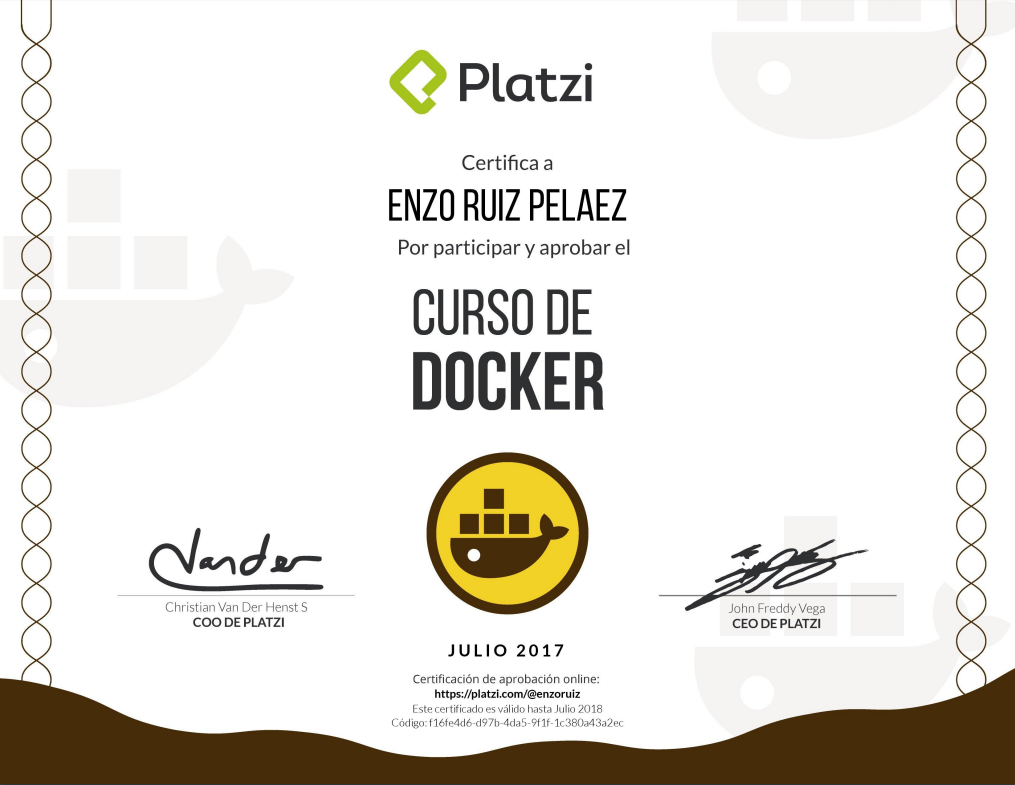 Platzi
Certifica a
ENZO RUIZ PELAEZ
Por participar y aprobar el
CURSO DE
DOCKER
Vander
Christian Van Der Henst S
COO DE PLATZI
John Freddy Vega
CEO DE PLATZI
JULIO 2017
Certificación de aprobación online:
https://platzi.com/@enzoruiz
Este certificado es válido hasta Julio 2018
Código: f16fe4d6-d97b-4da5-9f1f-1c380a43a2ec